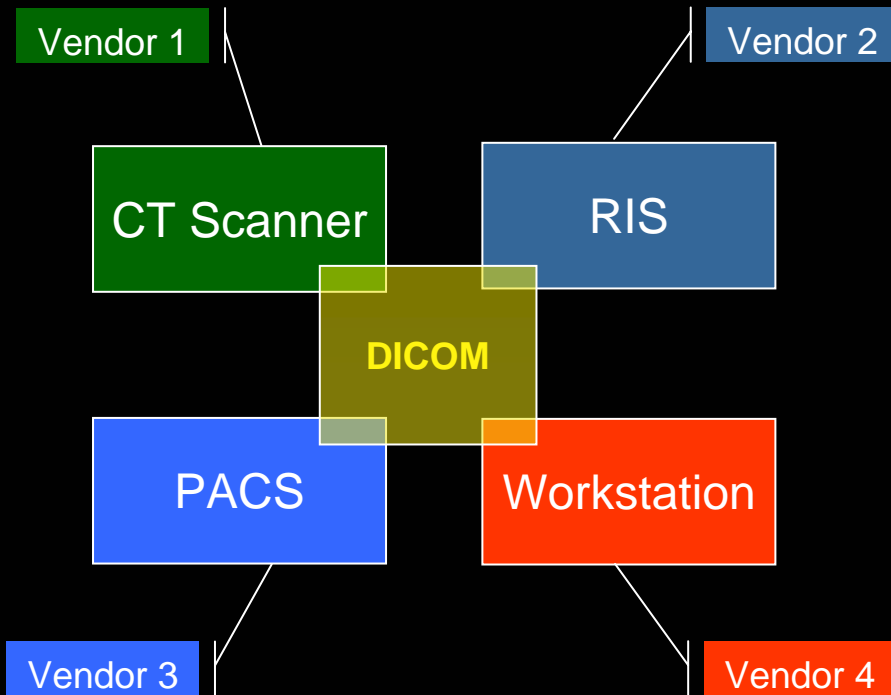 Vendor 1
Vendor 2
CT Scanner
RIS
DICOM
PACS
Workstation
Vendor 3
Vendor 4